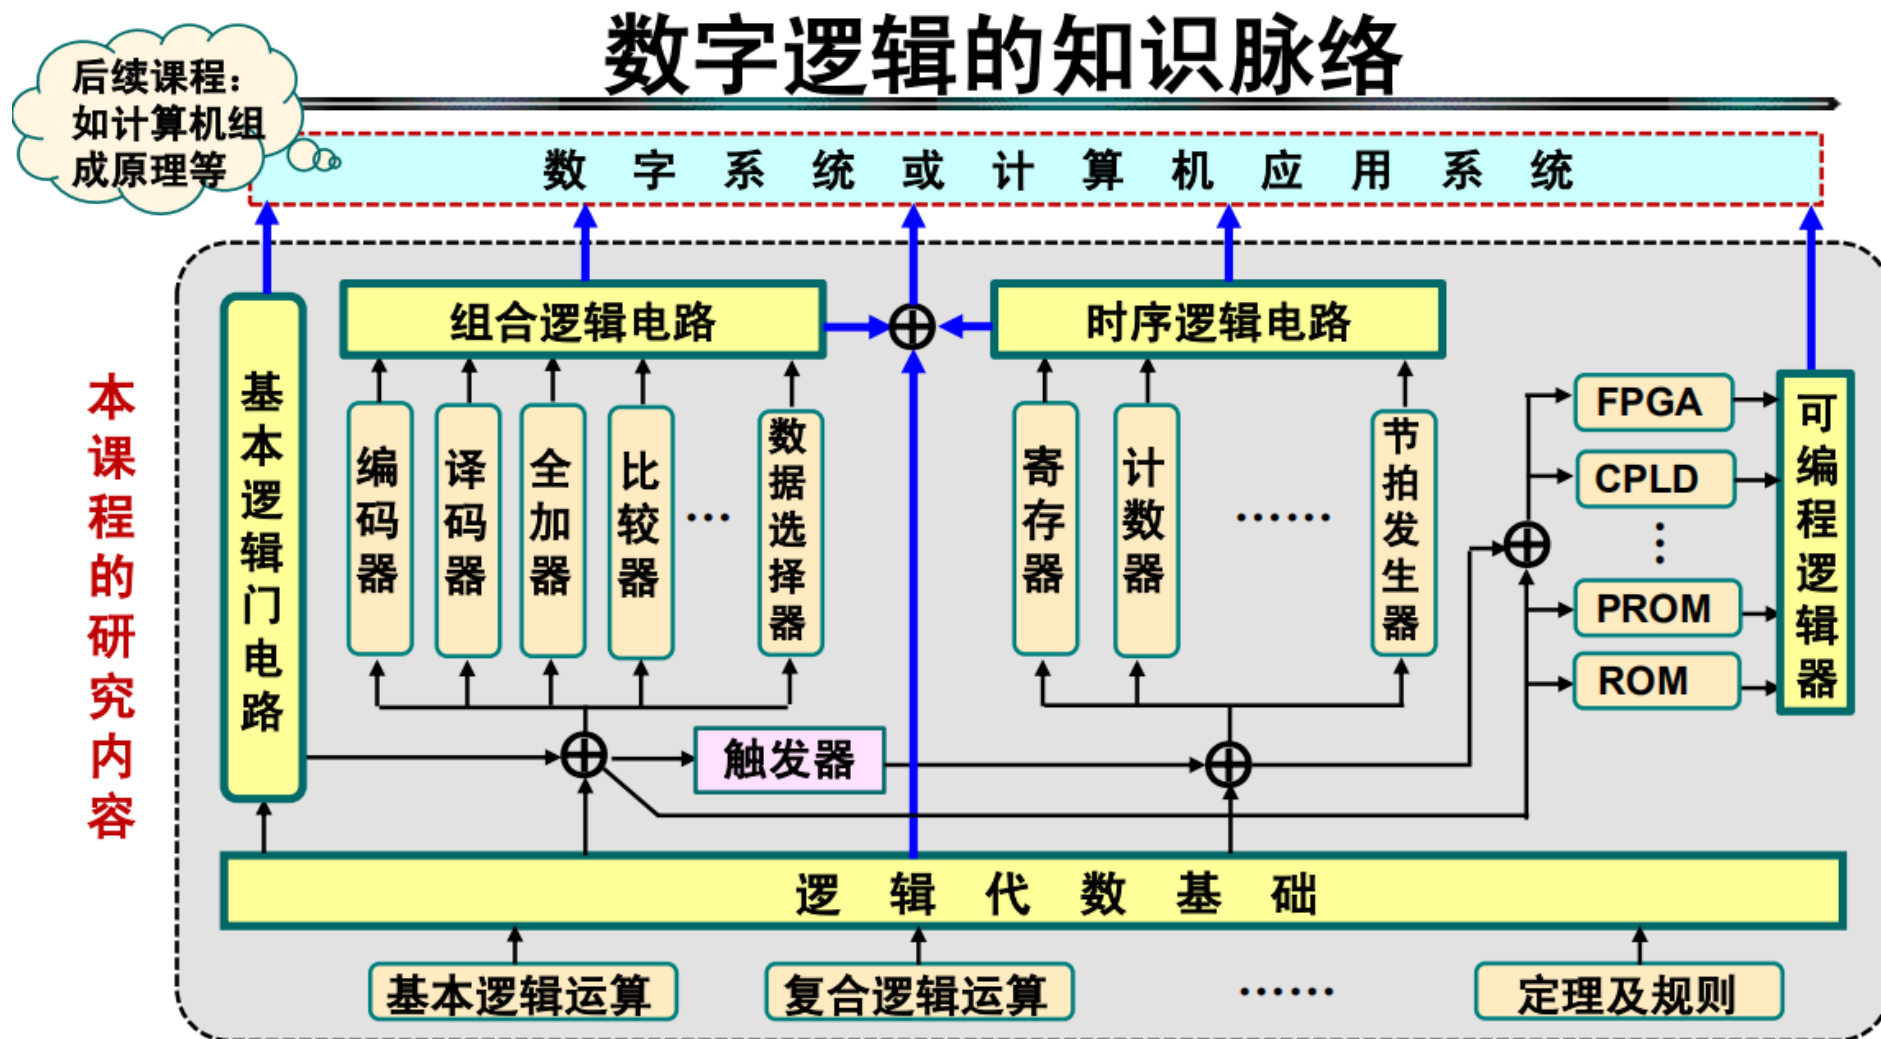 数字逻辑的知识脉络
后续课程：
如计算机组
成原理等
数字系统或计算机应用系统
本课程的研究内容
基本逻辑门电路
组合逻辑电路
时序逻辑电路
编码器
译码器
全加器
比较器
…
数据选择器
寄存器
计数器
……
节拍发生器
FPGA
CPLD
⋮
PROM
ROM
可编程逻辑器
触发器
逻辑代数基础
基本逻辑运算
复合逻辑运算
……
定理及规则